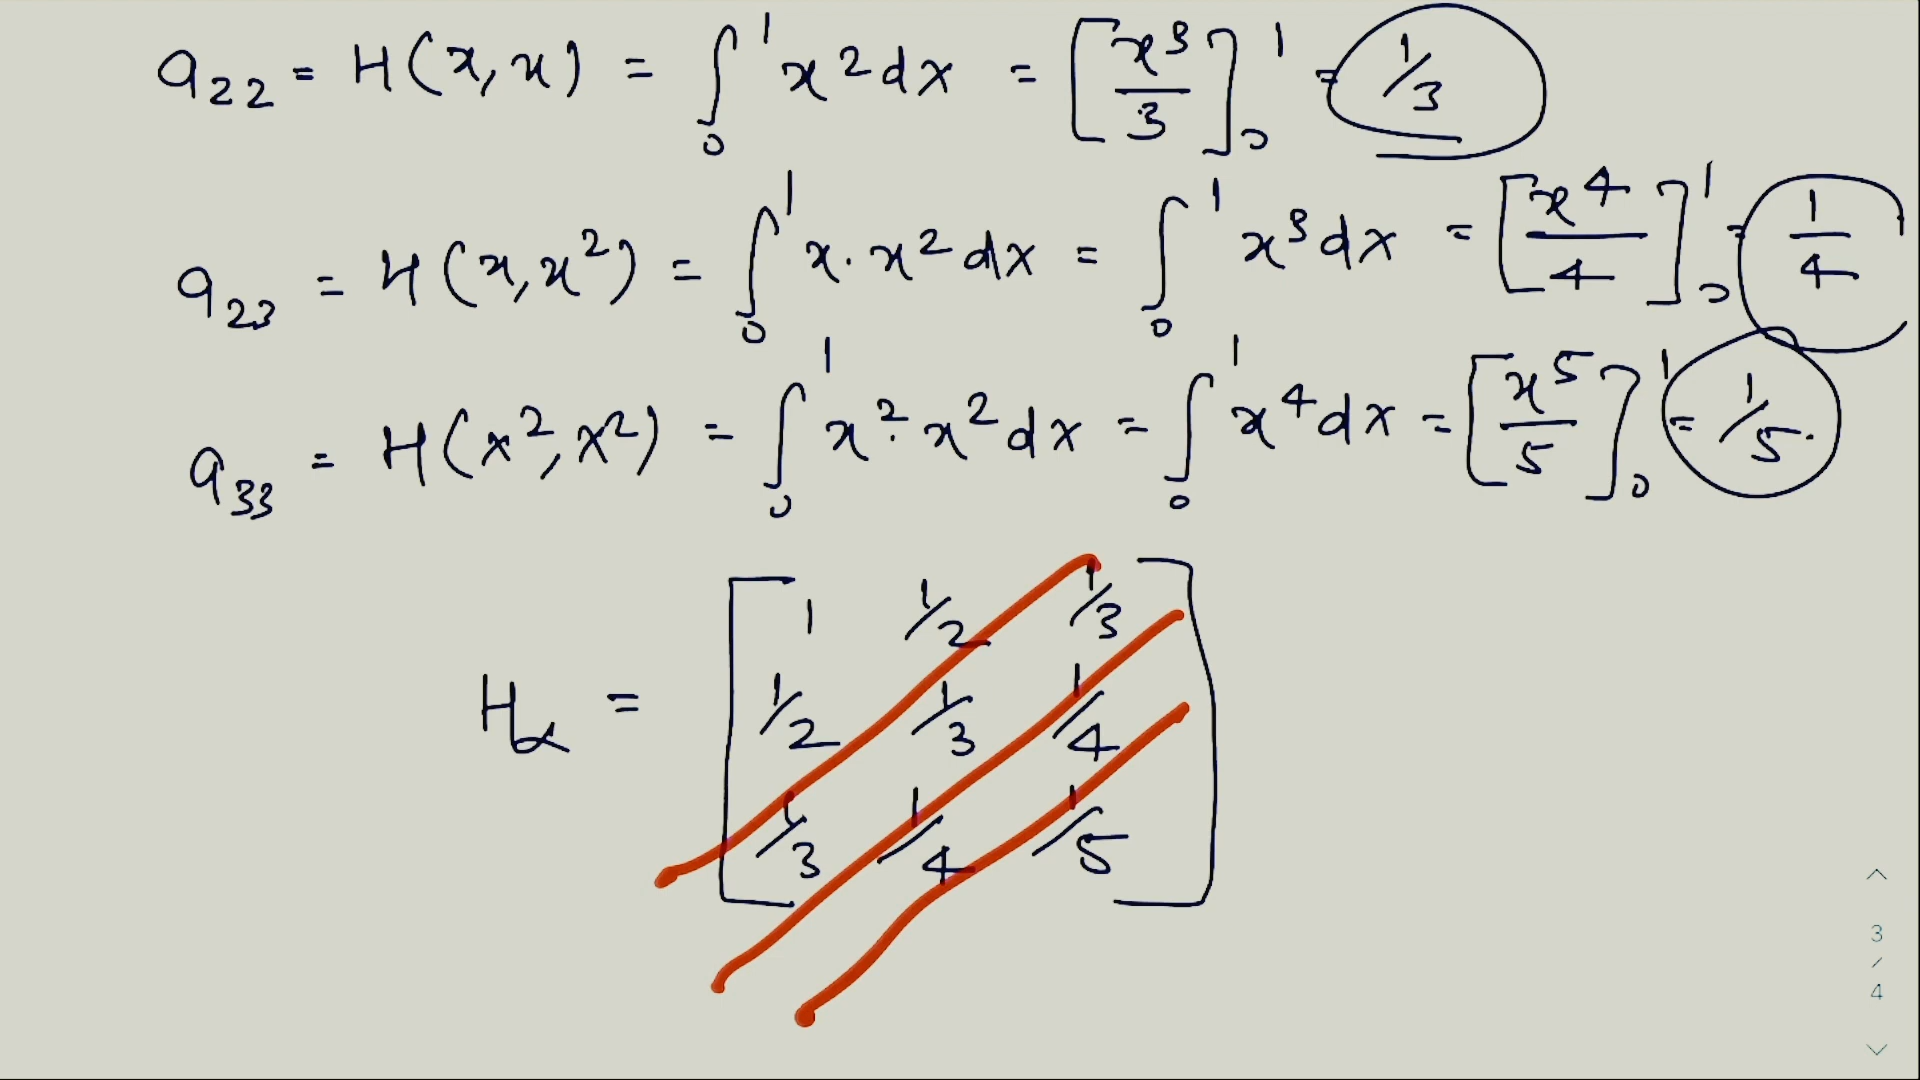 a₂₂ = H(x, x) = ∫₀¹ x² dx = [x³/3]₀¹ = 1/3
a₂₃ = H(x, x²) = ∫₀¹ x. x² dx = ∫₀¹ x³ dx = [x⁴/4]₀¹ = 1/4
a₃₃ = H(x², x²) = ∫₀¹ x². x² dx = ∫₀¹ x⁴ dx = [x⁵/5]₀¹ = 1/5.
1 1/2 1/3
H_α = [1/2 1/3 1/4]
1/3 1/4 1/5
3
/
4